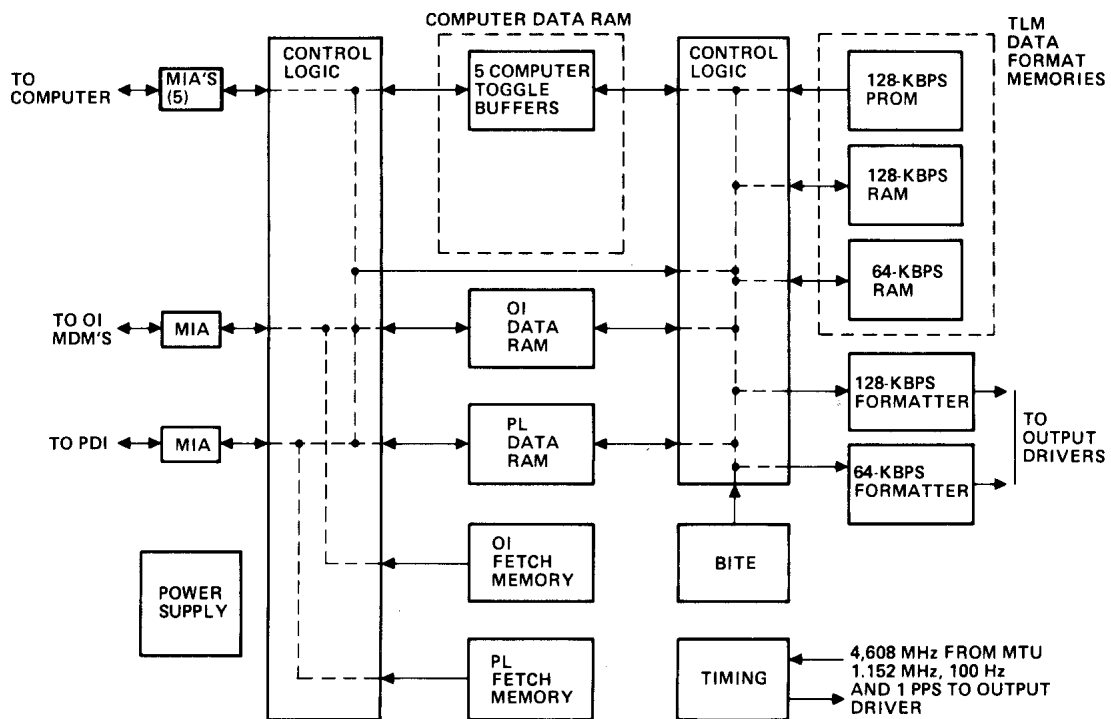 COMPUTER DATA RAM
TLM
DATA
FORMAT
MEMORIES
CONTROL
LOGIC
CONTROL
LOGIC
TO
COMPUTER
MIA'S
(5)
5 COMPUTER
TOGGLE
BUFFERS
128-KBPS
PROM
128-KBPS
RAM
64-KBPS
RAM
TO OI
MDM'S
MIA
OI
DATA
RAM
128-KBPS
FORMATTER
TO
OUTPUT
DRIVERS
TO PDI
MIA
PL
DATA
RAM
64-KBPS
FORMATTER
OI
FETCH
MEMORY
BITE
POWER
SUPPLY
PL
FETCH
MEMORY
TIMING
4,608 MHz FROM MTU
1.152 MHz, 100 Hz
AND 1 PPS TO OUTPUT
DRIVER